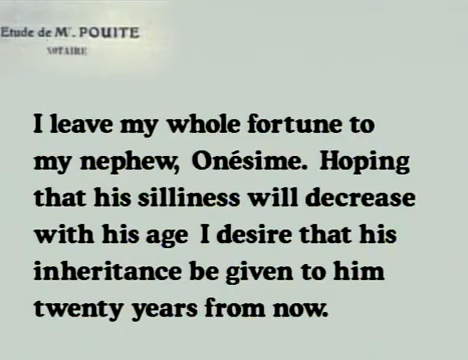 Etude de Mᵉ. POUITE
NOTAIRE
I leave my whole fortune to
my nephew, Onésime. Hoping
that his silliness will decrease
with his age I desire that his
inheritance be given to him
twenty years from now.